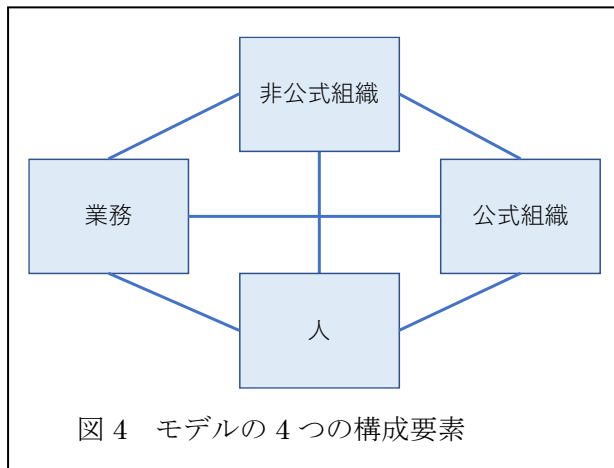 非公式組織
業務
公式組織
人
図 4　モデルの 4 つの構成要素